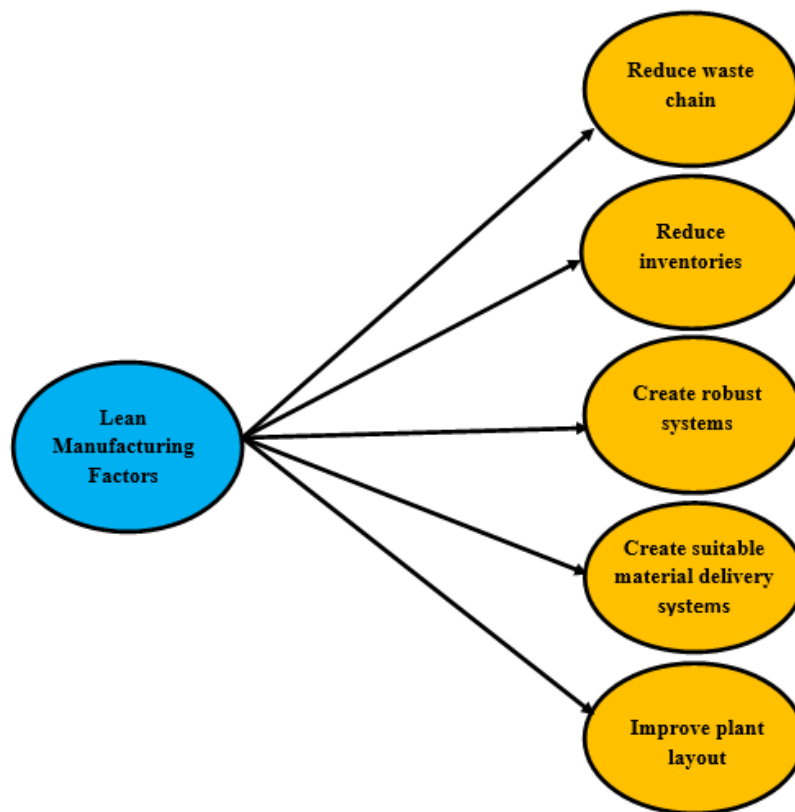 Reduce waste
chain
Reduce
inventories
Lean
Manufacturing
Factors
Create robust
systems
Create suitable
material delivery
systems
Improve plant
layout